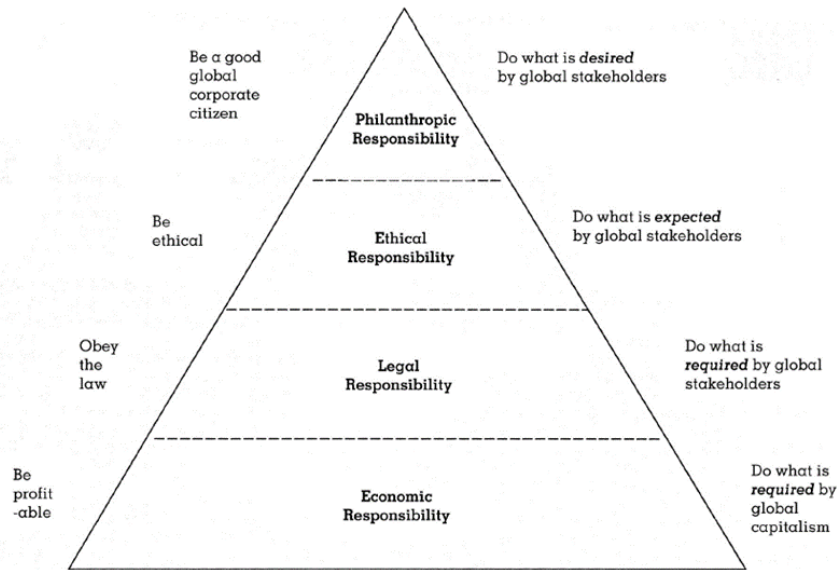 Be a good
global
corporate
citizen
Philanthropic
Responsibility
Do what is desired
by global stakeholders
Be
ethical
Ethical
Responsibility
Do what is expected
by global stakeholders
Obey
the
law
Legal
Responsibility
Do what is
required by global
stakeholders
Be
profit
-able
Economic
Responsibility
Do what is
required by
global
capitalism